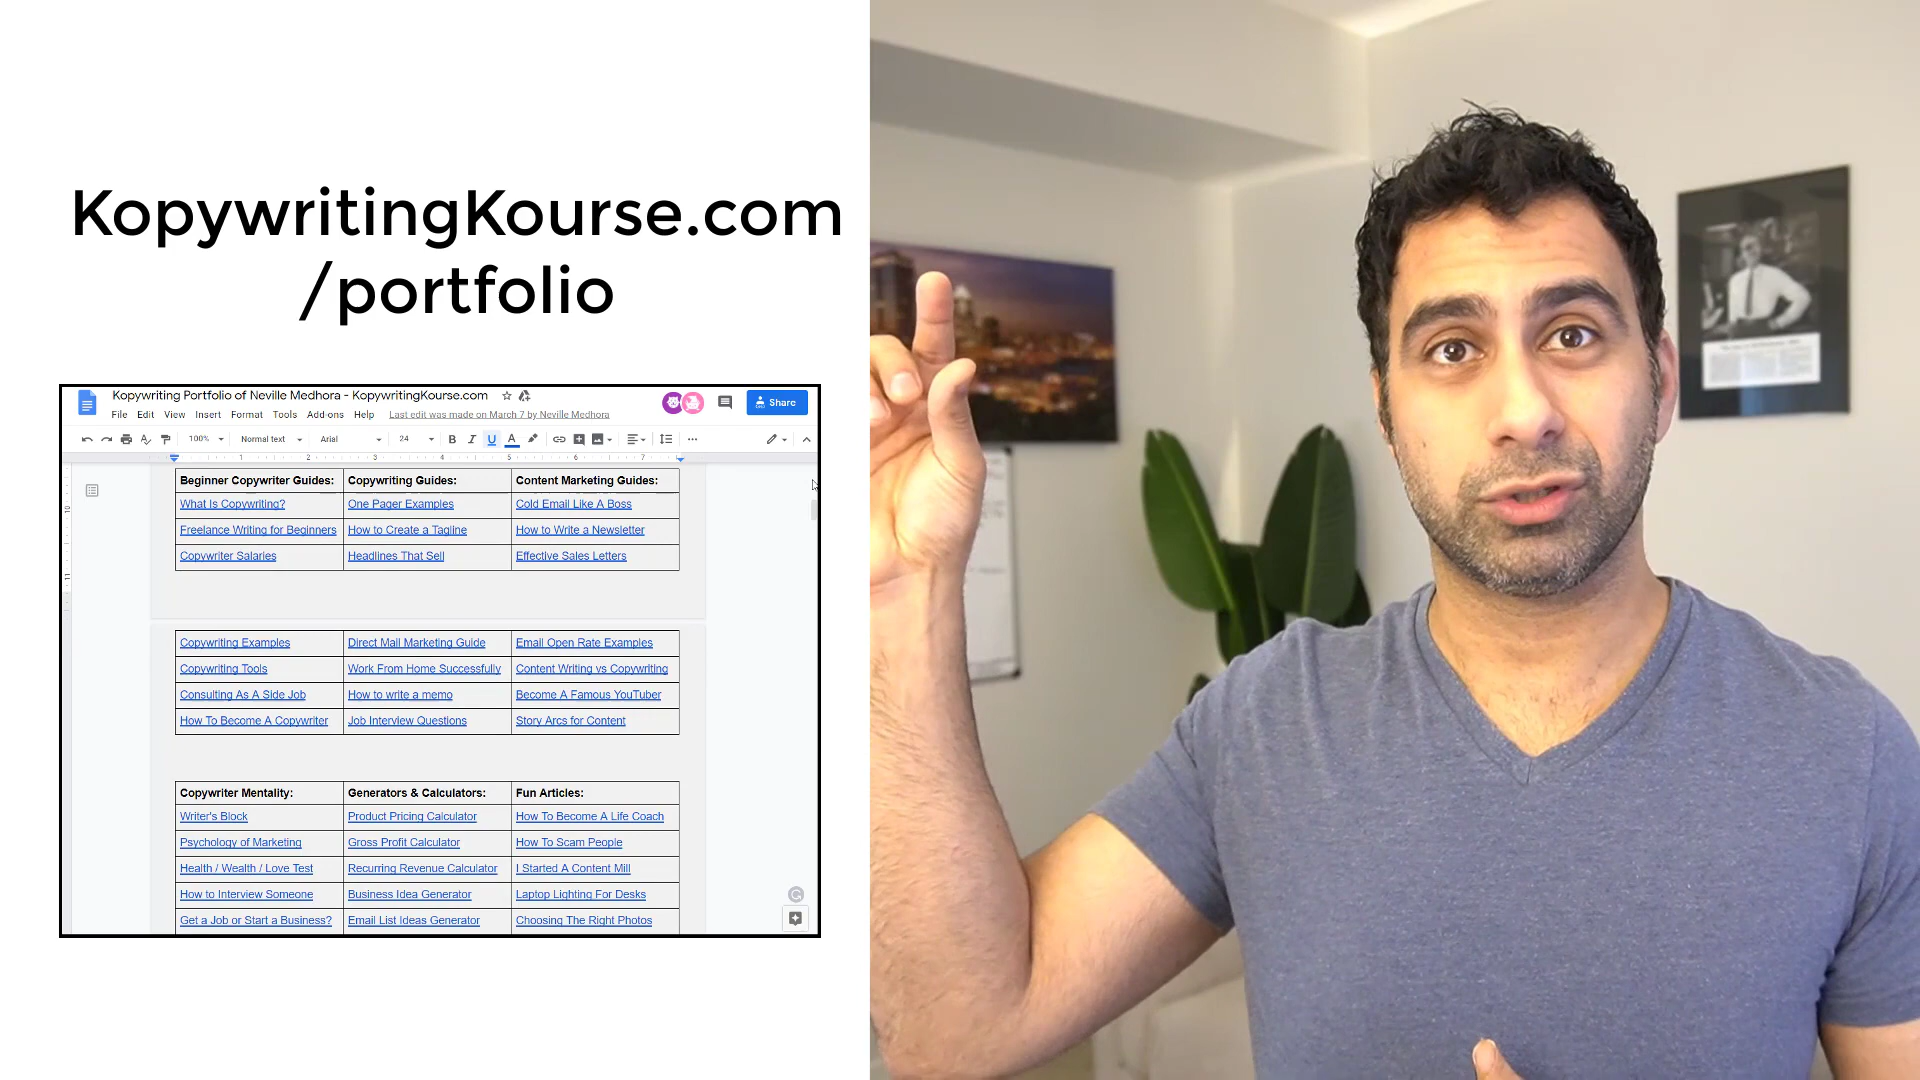 KopywritingKourse.com
/portfolio
Kopywriting Portfolio of Neville Medhora - KopywritingKourse.com
File Edit View Insert Format Tools Add-ons Help Last edit was made on March 7 by Neville Medhora
Share
100% Normal text Arial 24 B I U A
1 2 3 4 5 6 7
Beginner Copywriter Guides: Copywriting Guides: Content Marketing Guides:
What Is Copywriting? One Pager Examples Cold Email Like A Boss
Freelance Writing for Beginners How to Create a Tagline How to Write a Newsletter
Copywriter Salaries Headlines That Sell Effective Sales Letters
Copywriting Examples Direct Mail Marketing Guide Email Open Rate Examples
Copywriting Tools Work From Home Successfully Content Writing vs Copywriting
Consulting As A Side Job How to write a memo Become A Famous YouTuber
How To Become A Copywriter Job Interview Questions Story Arcs for Content
Copywriter Mentality: Generators & Calculators: Fun Articles:
Writer's Block Product Pricing Calculator How To Become A Life Coach
Psychology of Marketing Gross Profit Calculator How To Scam People
Health / Wealth / Love Test Recurring Revenue Calculator I Started A Content Mill
How to Interview Someone Business Idea Generator Laptop Lighting For Desks
Get a Job or Start a Business? Email List Ideas Generator Choosing The Right Photos